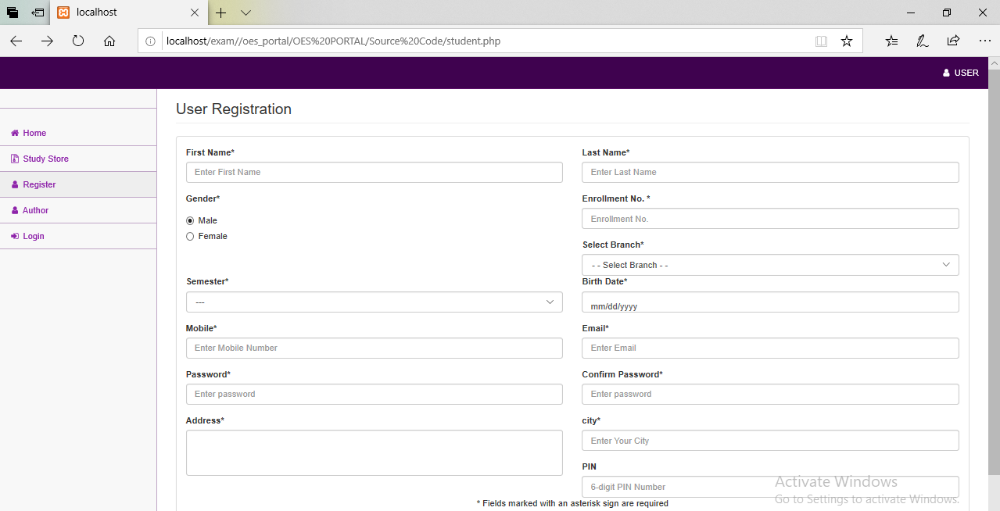 localhost
localhost/exam//oes_portal/OES%20PORTAL/Source%20Code/student.php
USER
Home
Study Store
Register
Author
Login
User Registration
First Name*
Enter First Name
Last Name*
Enter Last Name
Gender*
Male
Female
Enrollment No. *
Enrollment No.
Select Branch*
- - Select Branch - -
Semester*
---
Birth Date*
mm/dd/yyyy
Mobile*
Enter Mobile Number
Email*
Enter Email
Password*
Enter password
Confirm Password*
Enter password
Address*
city*
Enter Your City
PIN
6-digit PIN Number
* Fields marked with an asterisk sign are required
Activate Windows
Go to Settings to activate Windows.